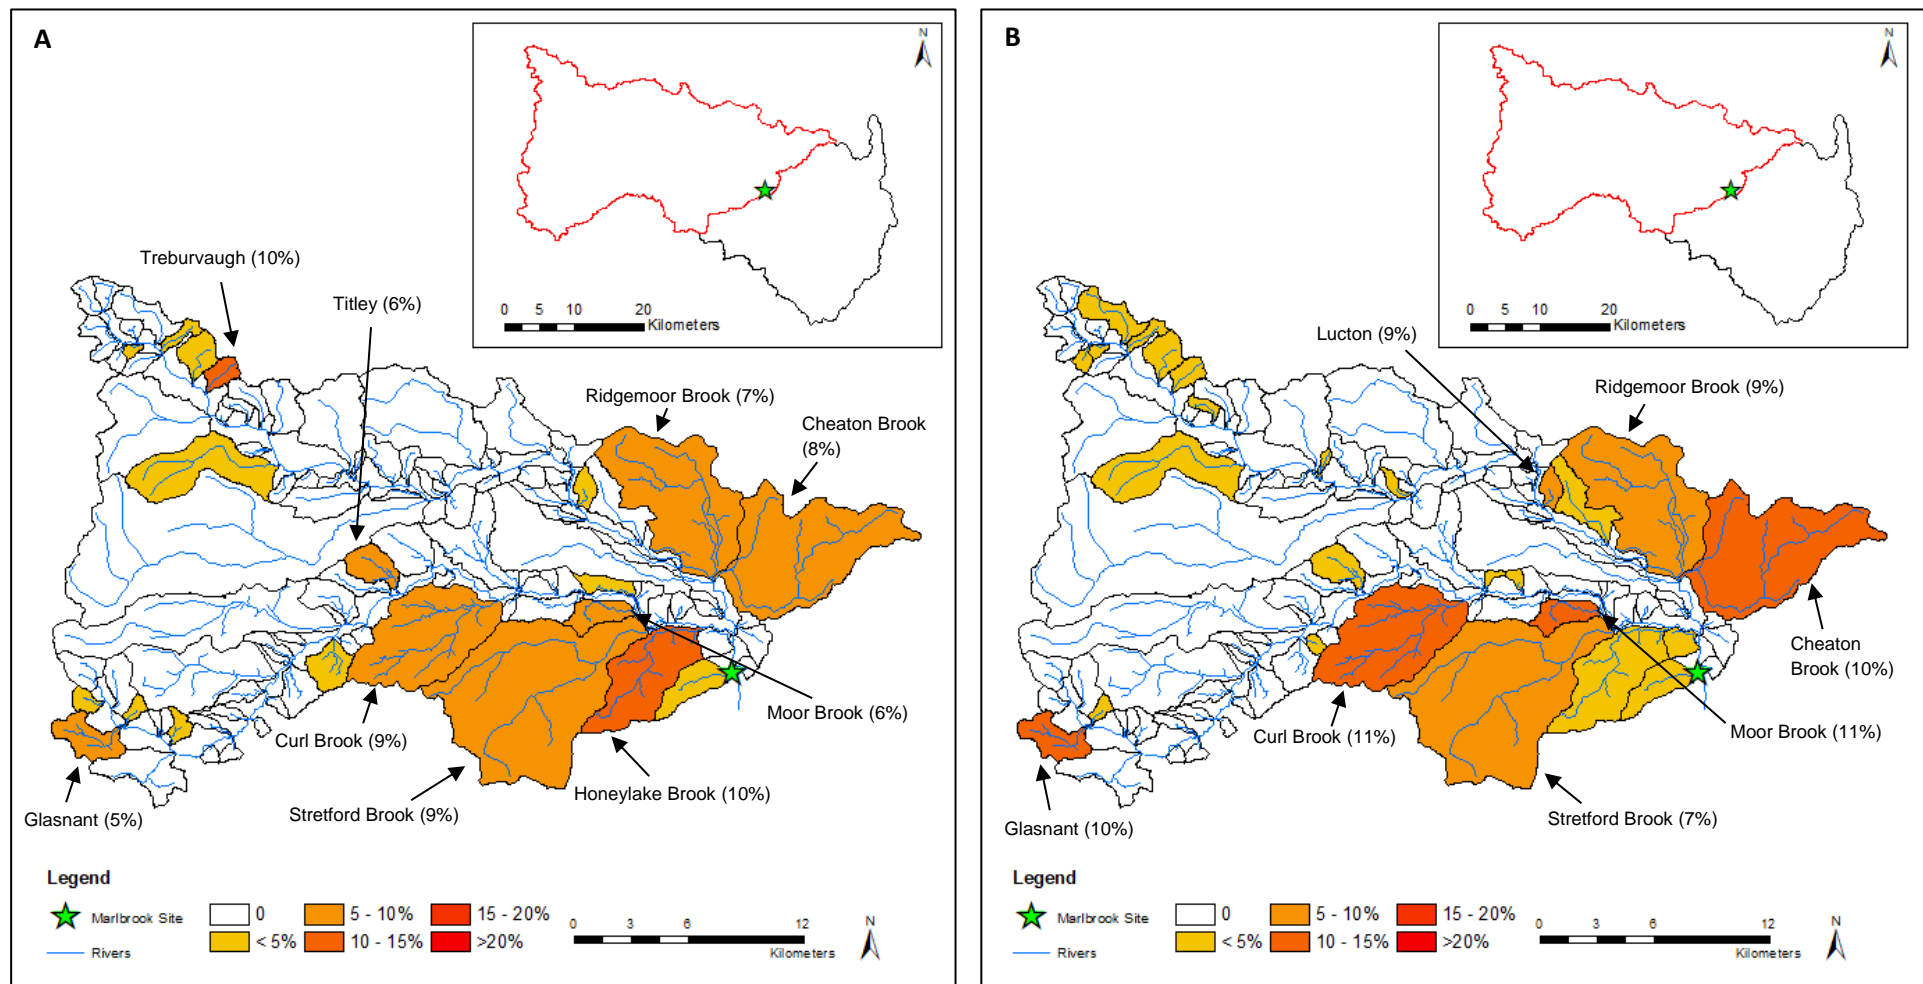 A
N
0 5 10 20
Kilometers
Treburvaugh (10%)
Titley (6%)
Ridgemoor Brook (7%)
Cheaton Brook
(8%)
Moor Brook (6%)
Curl Brook (9%)
Honeylake Brook (10%)
Stretford Brook (9%)
Glasnant (5%)
Legend
Marlbrook Site
Rivers
0
< 5%
5 - 10%
10 - 15%
15 - 20%
>20%
0 3 6 12
Kilometers
N
B
N
0 5 10 20
Kilometers
Lucton (9%)
Ridgemoor Brook (9%)
Cheaton
Brook (10%)
Moor Brook (11%)
Curl Brook (11%)
Stretford Brook (7%)
Glasnant (10%)
Legend
Marlbrook Site
Rivers
0
< 5%
5 - 10%
10 - 15%
15 - 20%
>20%
0 3 6 12
Kilometers
N